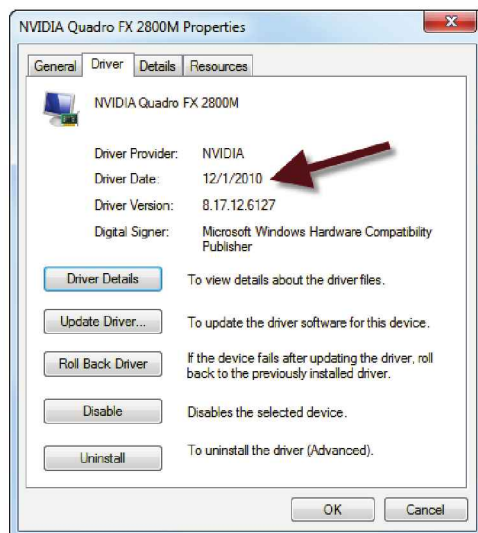 NVIDIA Quadro FX 2800M Properties
General Driver Details Resources
NVIDIA Quadro FX 2800M
Driver Provider: NVIDIA
Driver Date: 12/1/2010
Driver Version: 8.17.12.6127
Digital Signer: Microsoft Windows Hardware Compatibility
Publisher
Driver Details To view details about the driver files.
Update Driver... To update the driver software for this device.
Roll Back Driver If the device fails after updating the driver, roll
back to the previously installed driver.
Disable Disables the selected device.
Uninstall To uninstall the driver (Advanced).
OK Cancel